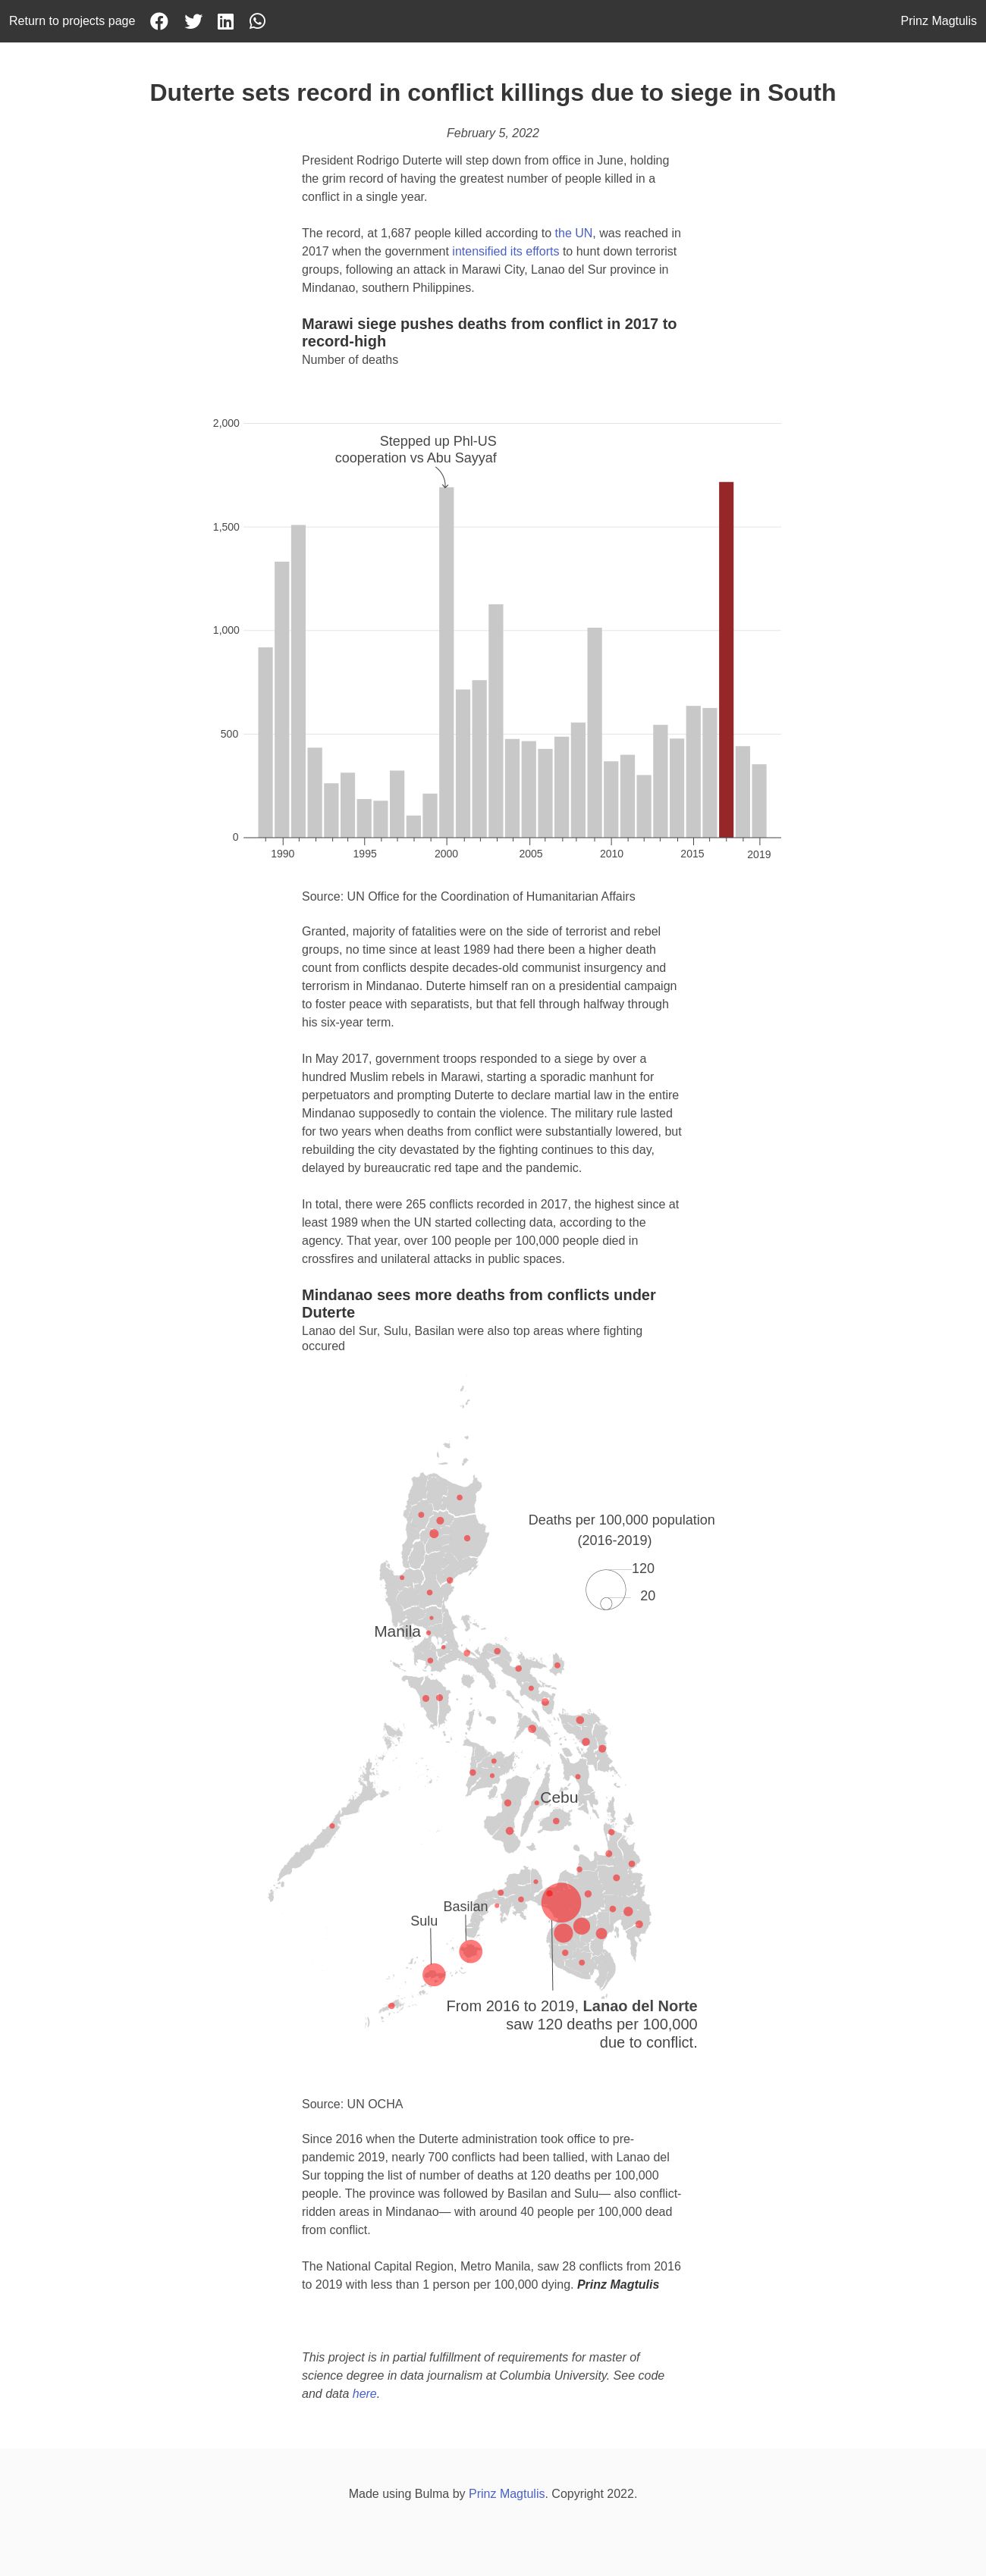 Return to projects page
Prinz Magtulis
Duterte sets record in conflict killings due to siege in South
February 5, 2022
President Rodrigo Duterte will step down from office in June, holding
the grim record of having the greatest number of people killed in a
conflict in a single year.
The record, at 1,687 people killed according to the UN, was reached in
2017 when the government intensified its efforts to hunt down terrorist
groups, following an attack in Marawi City, Lanao del Sur province in
Mindanao, southern Philippines.
Marawi siege pushes deaths from conflict in 2017 to
record-high
Number of deaths
2,000
Stepped up Phl-US
cooperation vs Abu Sayyaf
1,500
1,000
500
0
1990
1995
2000
2005
2010
2015
2019
Source: UN Office for the Coordination of Humanitarian Affairs
Granted, majority of fatalities were on the side of terrorist and rebel
groups, no time since at least 1989 had there been a higher death
count from conflicts despite decades-old communist insurgency and
terrorism in Mindanao. Duterte himself ran on a presidential campaign
to foster peace with separatists, but that fell through halfway through
his six-year term.
In May 2017, government troops responded to a siege by over a
hundred Muslim rebels in Marawi, starting a sporadic manhunt for
perpetuators and prompting Duterte to declare martial law in the entire
Mindanao supposedly to contain the violence. The military rule lasted
for two years when deaths from conflict were substantially lowered, but
rebuilding the city devastated by the fighting continues to this day,
delayed by bureaucratic red tape and the pandemic.
In total, there were 265 conflicts recorded in 2017, the highest since at
least 1989 when the UN started collecting data, according to the
agency. That year, over 100 people per 100,000 people died in
crossfires and unilateral attacks in public spaces.
Mindanao sees more deaths from conflicts under
Duterte
Lanao del Sur, Sulu, Basilan were also top areas where fighting
occured
Deaths per 100,000 population
(2016-2019)
120
20
Manila
Cebu
Basilan
Sulu
From 2016 to 2019, Lanao del Norte
saw 120 deaths per 100,000
due to conflict.
Source: UN OCHA
Since 2016 when the Duterte administration took office to pre-
pandemic 2019, nearly 700 conflicts had been tallied, with Lanao del
Sur topping the list of number of deaths at 120 deaths per 100,000
people. The province was followed by Basilan and Sulu— also conflict-
ridden areas in Mindanao— with around 40 people per 100,000 dead
from conflict.
The National Capital Region, Metro Manila, saw 28 conflicts from 2016
to 2019 with less than 1 person per 100,000 dying. Prinz Magtulis
This project is in partial fulfillment of requirements for master of
science degree in data journalism at Columbia University. See code
and data here.
Made using Bulma by Prinz Magtulis. Copyright 2022.